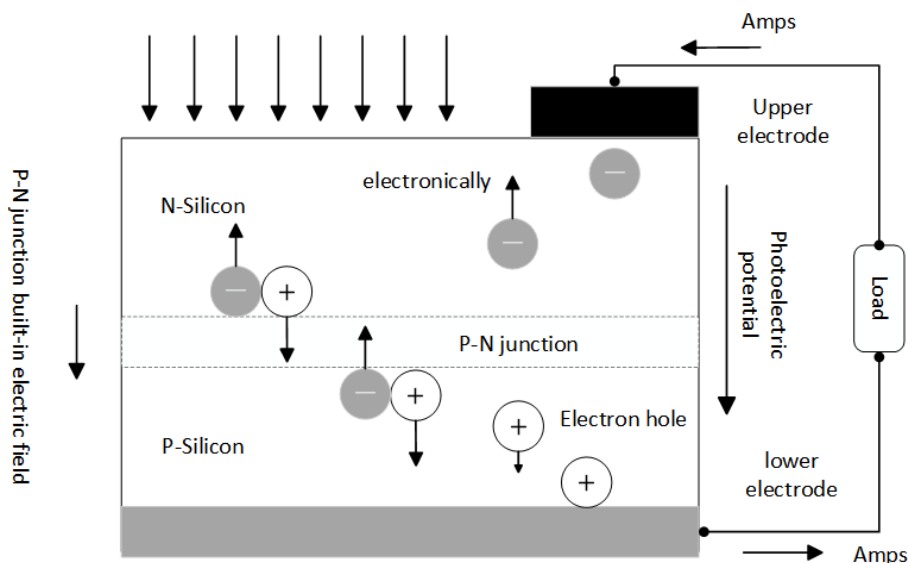 Amps
Upper
electrode
electronically
N-Silicon
P-N junction built-in electric field
Photoelectric
potential
Load
+
P-N junction
+
+
Electron hole
P-Silicon
+
lower
electrode
Amps